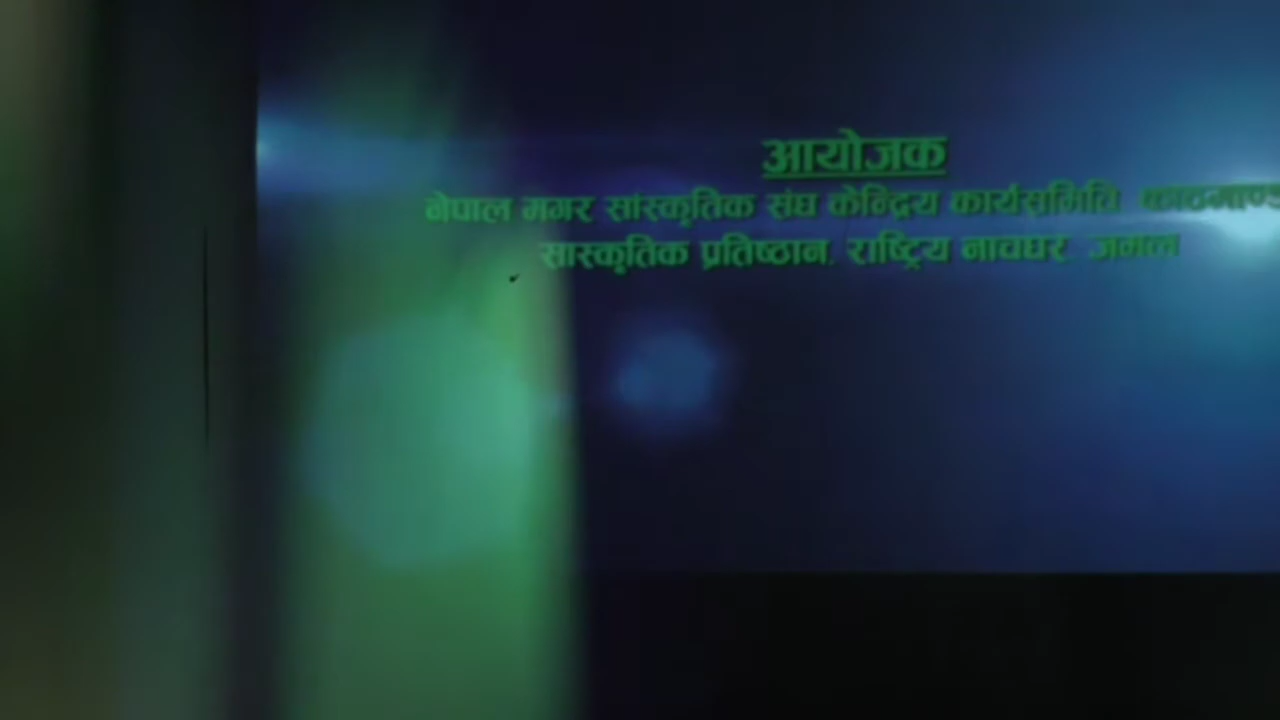 आयोजक
नेपाल मगर सांस्कृतिक संघ केन्द्रिय कार्यसमिति
सास्कृतिक प्रतिष्ठान, राष्ट्रिय नाचघर,